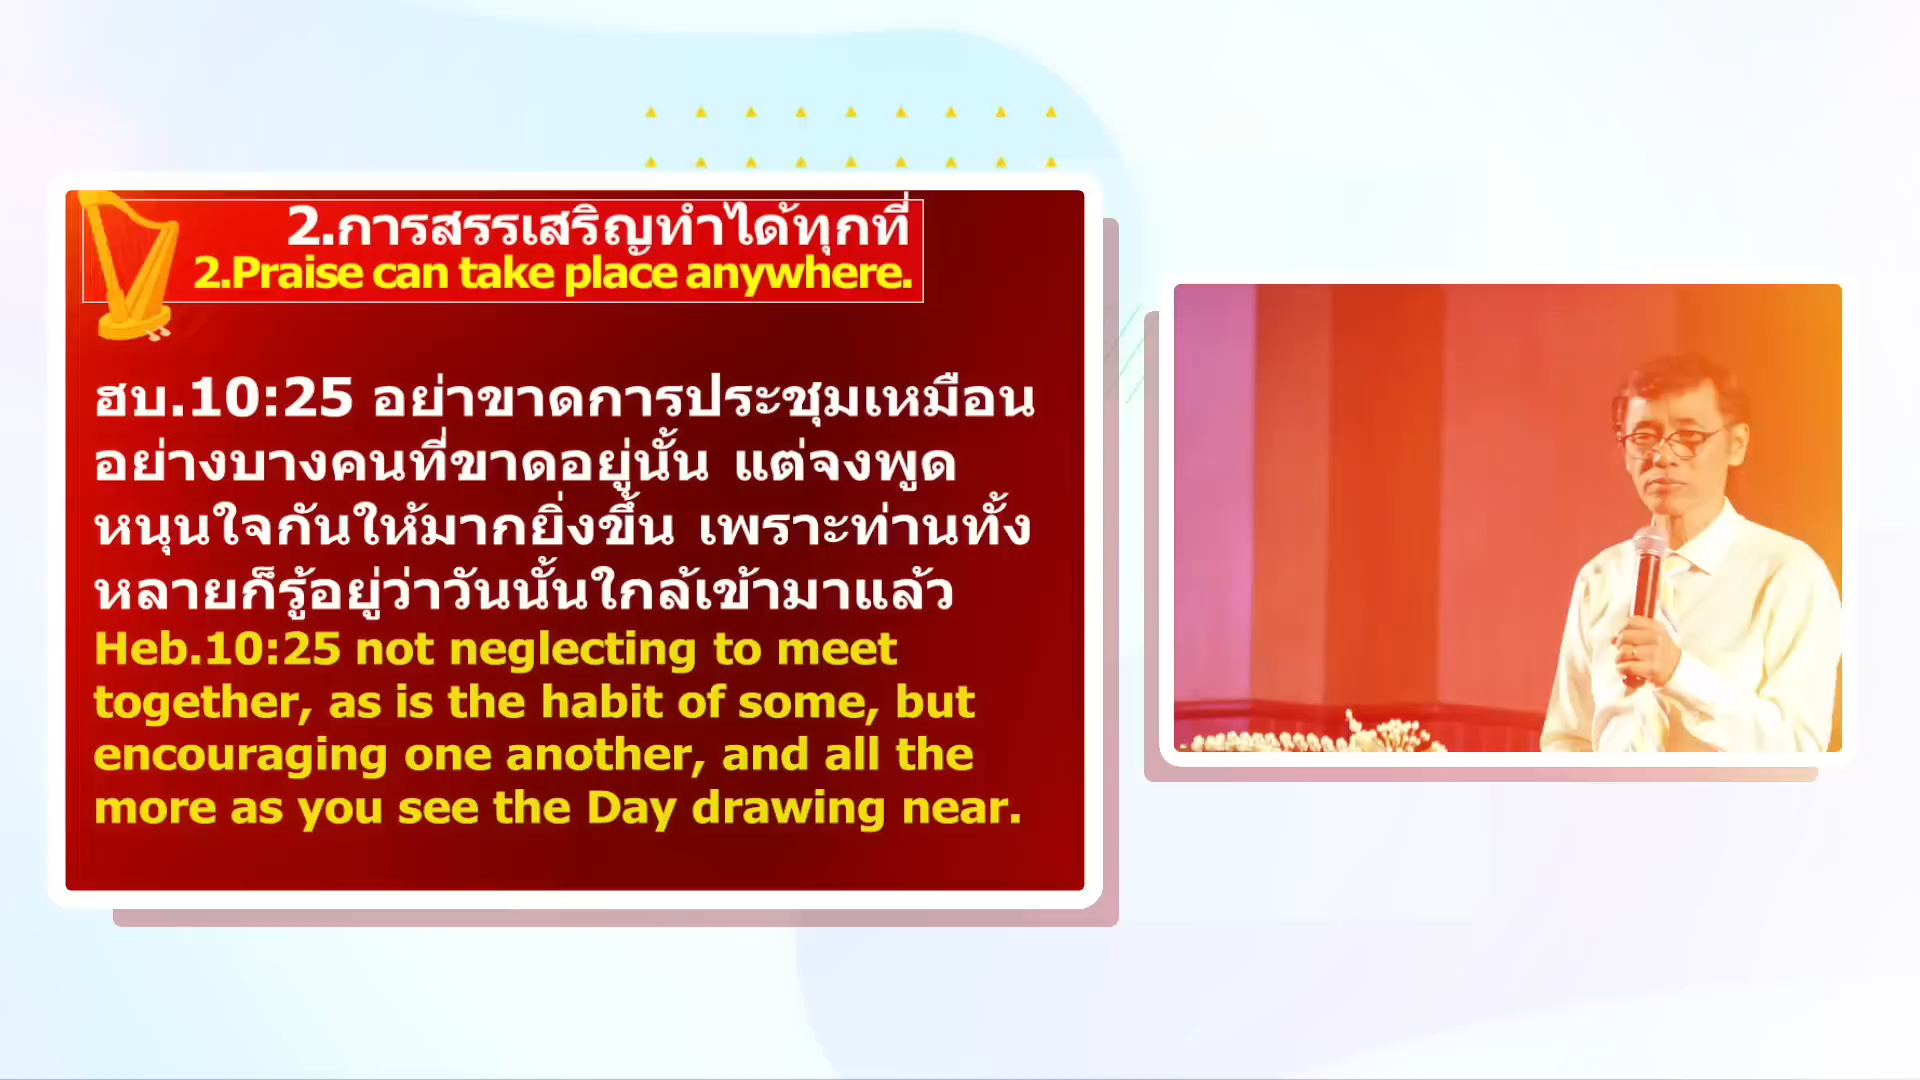 2.การสรรเสริญทำได้ทุกที่
2.Praise can take place anywhere.
ฮบ.10:25 อย่าขาดการประชุมเหมือน
อย่างบางคนที่ขาดอยู่นั้น แต่จงพูด
หนุนใจกันให้มากยิ่งขึ้น เพราะท่านทั้ง
หลายก็รู้อยู่ว่าวันนั้นใกล้เข้ามาแล้ว
Heb.10:25 not neglecting to meet
together, as is the habit of some, but
encouraging one another, and all the
more as you see the Day drawing near.